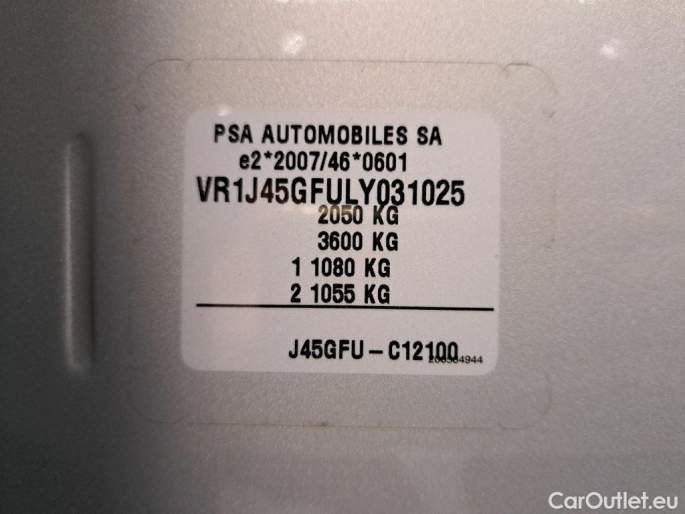 PSA AUTOMOBILES SA
e2*2007/46*0601
VR1J45GFULY031025
2050 KG
3600 KG
1 1080 KG
2 1055 KG
J45GFU – C12100
CarOutlet.eu